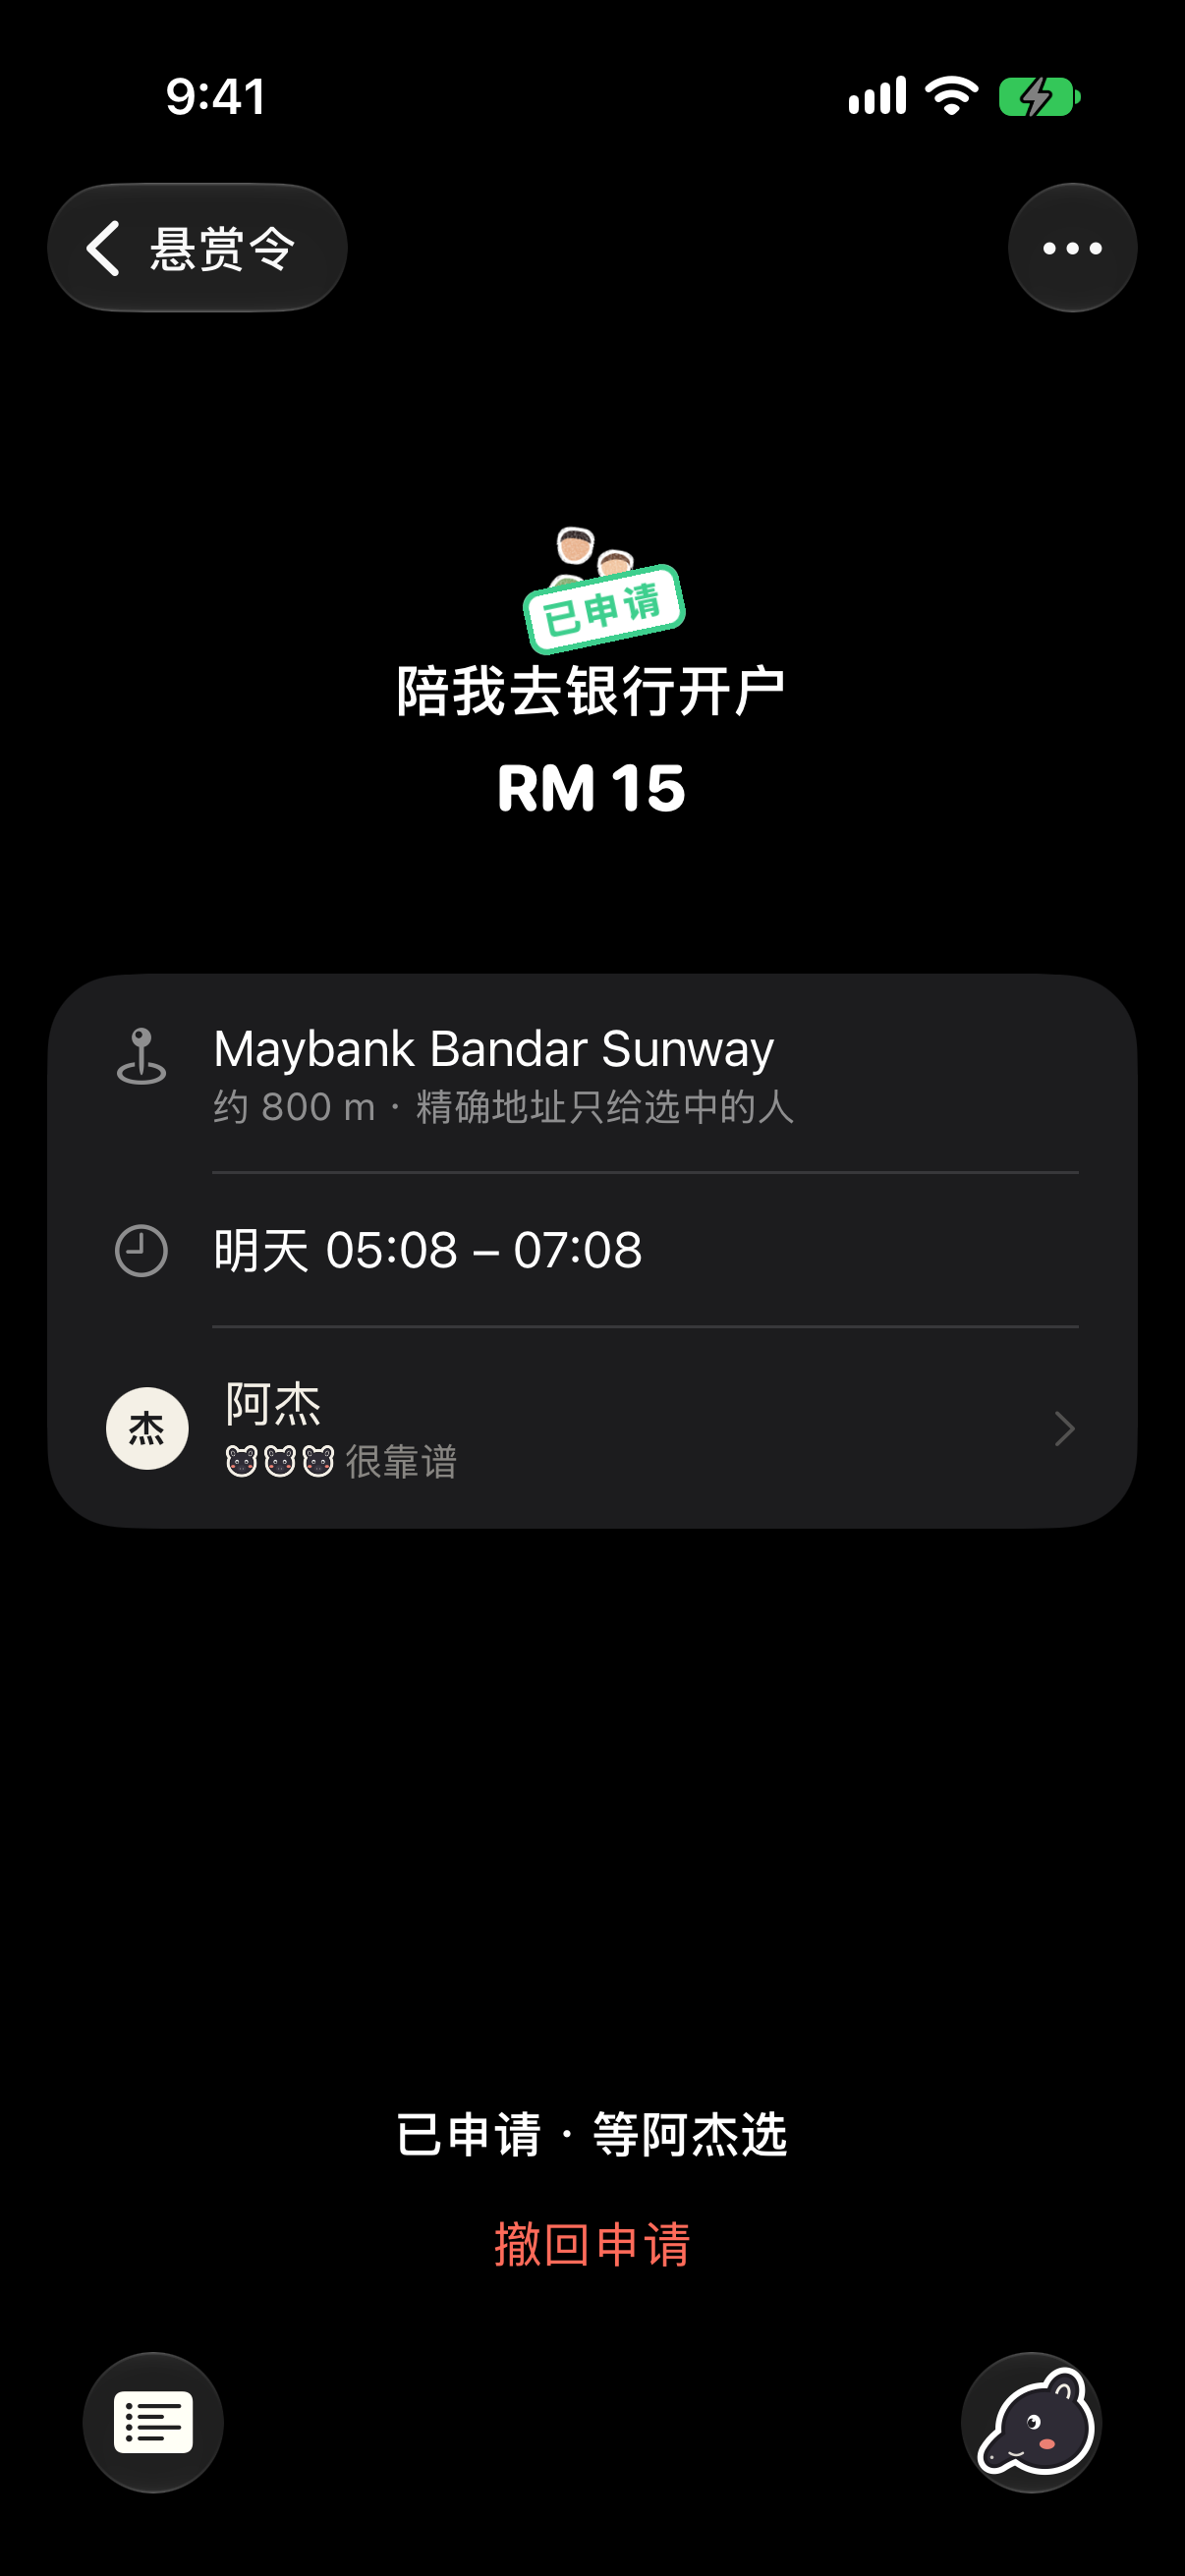 9:41
悬赏令
已申请
陪我去银行开户
RM 15
Maybank Bandar Sunway
约 800 m · 精确地址只给选中的人
明天 05:08 – 07:08
杰
阿杰
很靠谱
已申请 · 等阿杰选
撤回申请